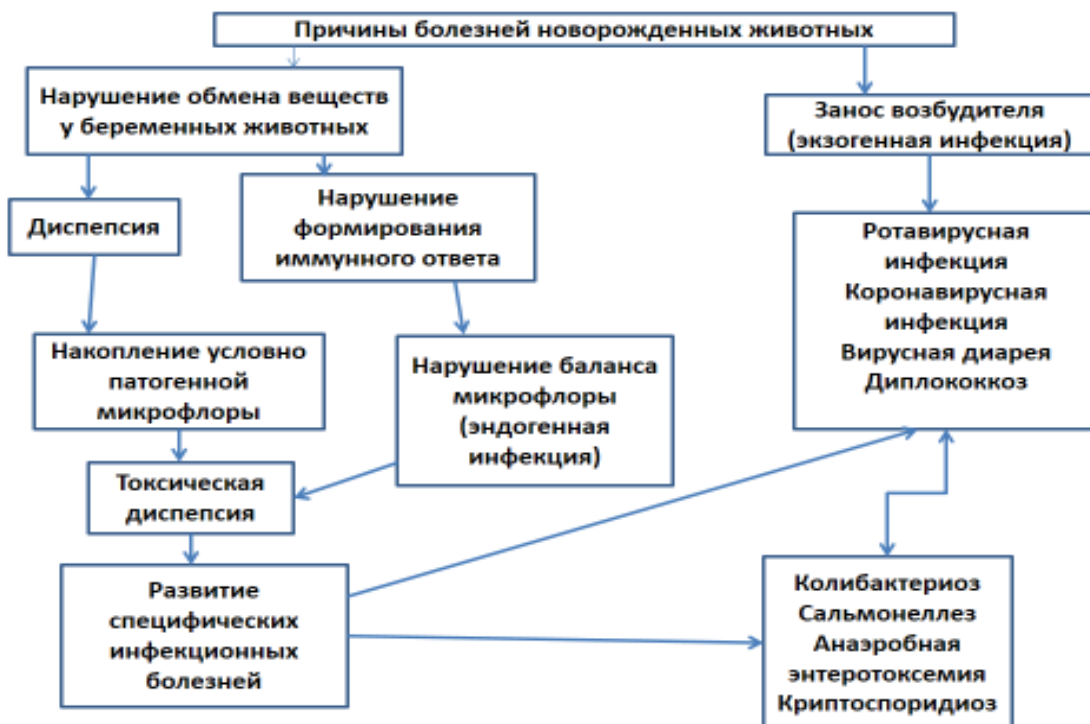 Причины болезней новорожденных животных
Нарушение обмена веществ
у беременных животных
Занос возбудителя
(экзогенная инфекция)
Диспепсия
Нарушение
формирования
иммунного ответа
Ротавирусная
инфекция
Коронавирусная
инфекция
Вирусная диарея
Диплококкоз
Накопление условно
патогенной
микрофлоры
Нарушение баланса
микрофлоры
(эндогенная
инфекция)
Токсическая
диспепсия
Развитие
специфических
инфекционных
болезней
Колибактериоз
Сальмонеллез
Анаэробная
энтеротоксемия
Криптоспоридиоз